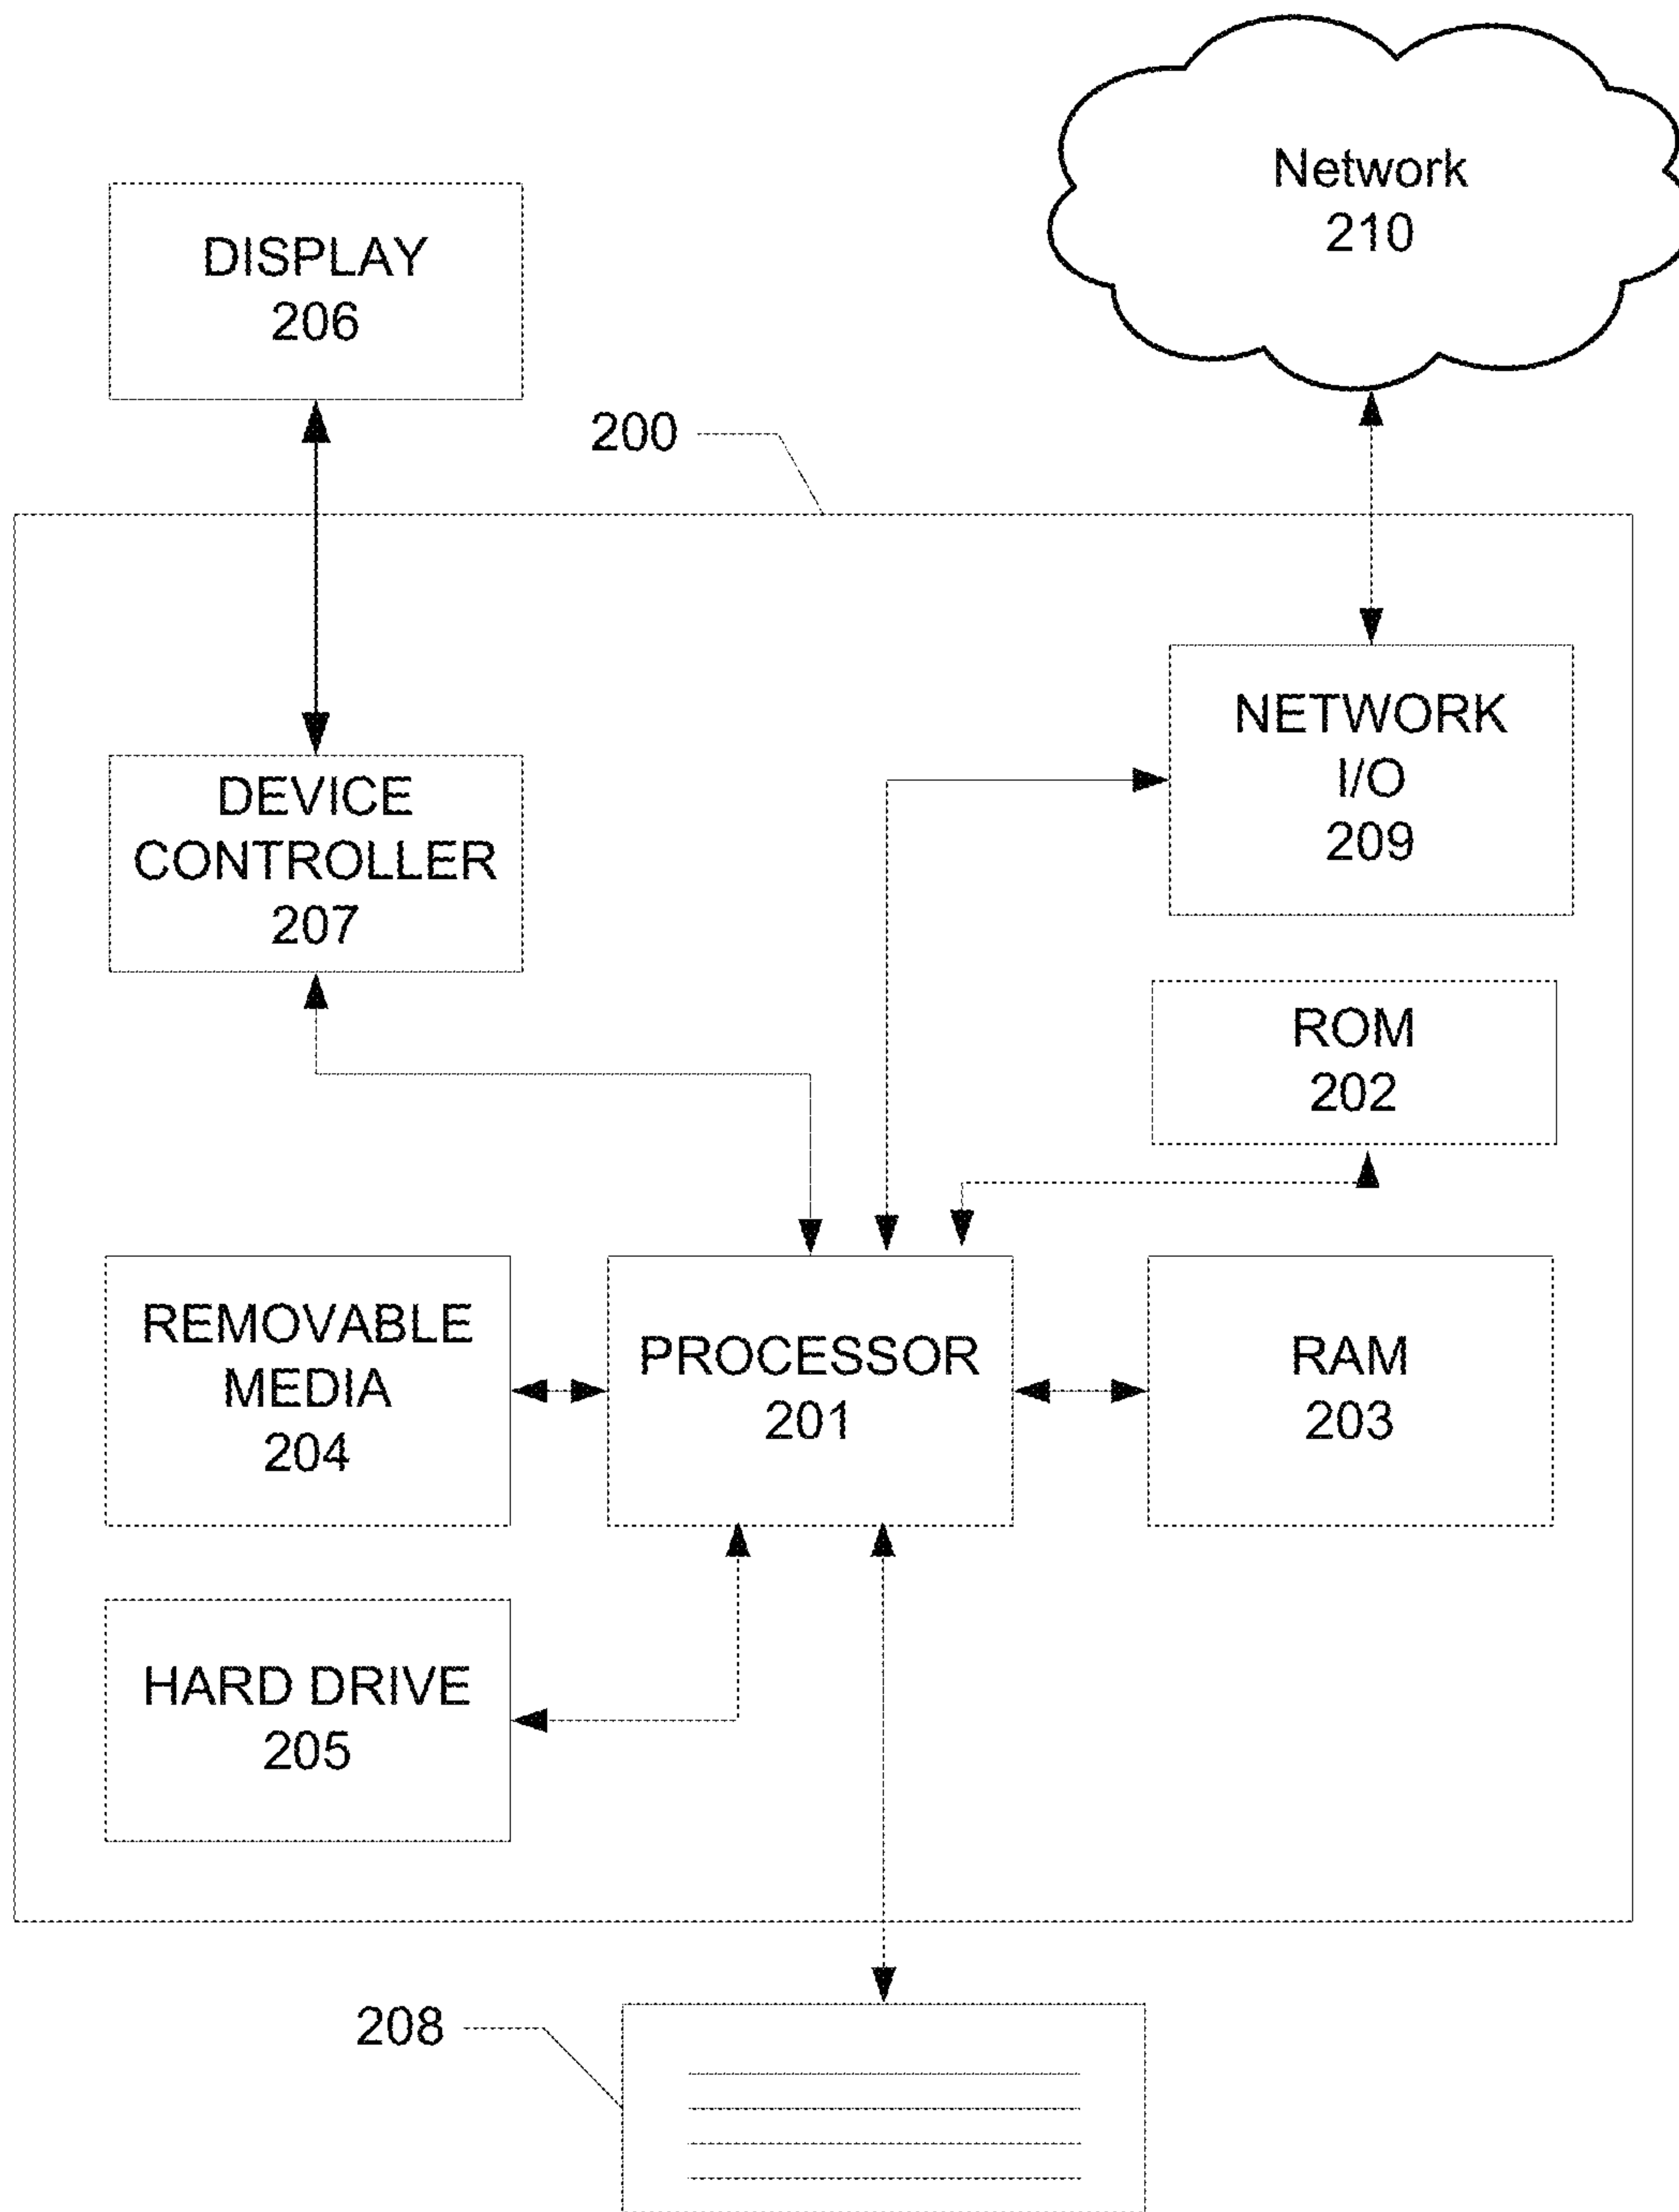 Network
210
DISPLAY
206
200
NETWORK
I/O
209
DEVICE
CONTROLLER
207
ROM
202
REMOVABLE
MEDIA
204
PROCESSOR
201
RAM
203
HARD DRIVE
205
208